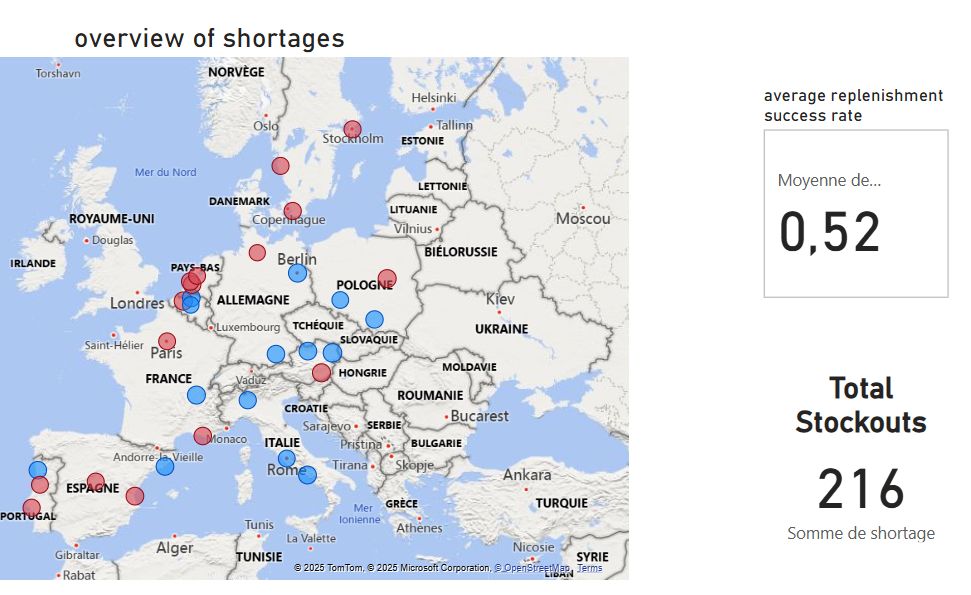 overview of shortages
Torshavn
NORVÈGE
Helsinki
Oslo
Tallinn
Stockholm
ESTONIE
Mer du Nord
LETTONIE
DANEMARK
LITUANIE
ROYAUME-UNI
Copenhague
Moscou
Vilnius
Douglas
BIÉLORUSSIE
IRLANDE
PAYS-BAS
Berlin
POLOGNE
Londres
ALLEMAGNE
Kiev
Luxembourg
TCHÉQUIE
UKRAINE
Saint-Hélier
Paris
SLOVAQUIE
MOLDAVIE
FRANCE
Vaduz
HONGRIE
ROUMANIE
CROATIE
Bucarest
Monaco
Sarajevo
SERBIE
ITALIE
Pristina
BULGARIE
Andorre-la-Vieille
Rome
Tirana
Skopje
Ankara
ESPAGNE
GRÈCE
TURQUIE
PORTUGAL
Mer
Ionienne
Athènes
Tunis
La Valette
Gibraltar
Alger
TUNISIE
Nicosie
SYRIE
Rabat
LIBAN
© 2025 TomTom, © 2025 Microsoft Corporation, © OpenStreetMap Terms
average replenishment
success rate
Moyenne de...
0,52
Total
Stockouts
216
Somme de shortage